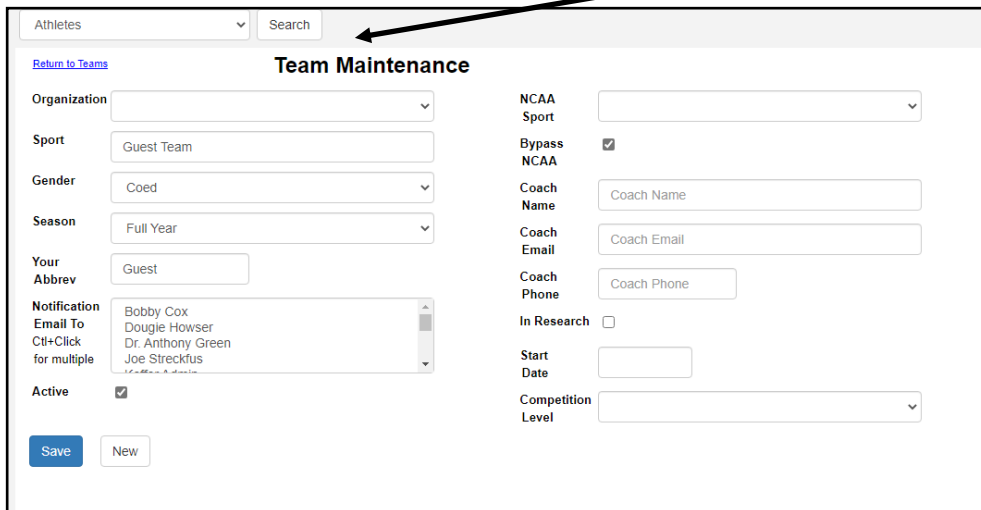 Athletes
Search
Return to Teams
Team Maintenance
Organization
Sport
Guest Team
Gender
Coed
Season
Full Year
Your
Abbrev
Guest
Notification
Email To
Ctl+Click
for multiple
Bobby Cox
Dougie Howser
Dr. Anthony Green
Joe Streckfus
Active
Save
New
NCAA
Sport
Bypass
NCAA
Coach
Name
Coach Name
Coach
Email
Coach Email
Coach
Phone
Coach Phone
In Research
Start
Date
Competition
Level